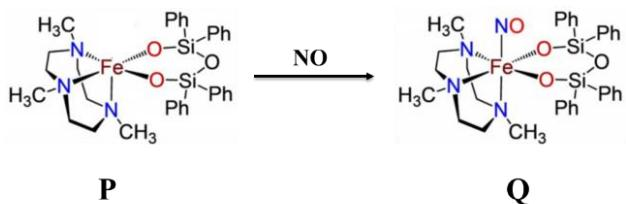 H₃C Ph Ph NO H₃C Ph Ph
N O Si NO N O Si
Fe O Fe O
H₃C N O Si H₃C N O Si
N Ph Ph N Ph Ph
CH₃ CH₃
P Q